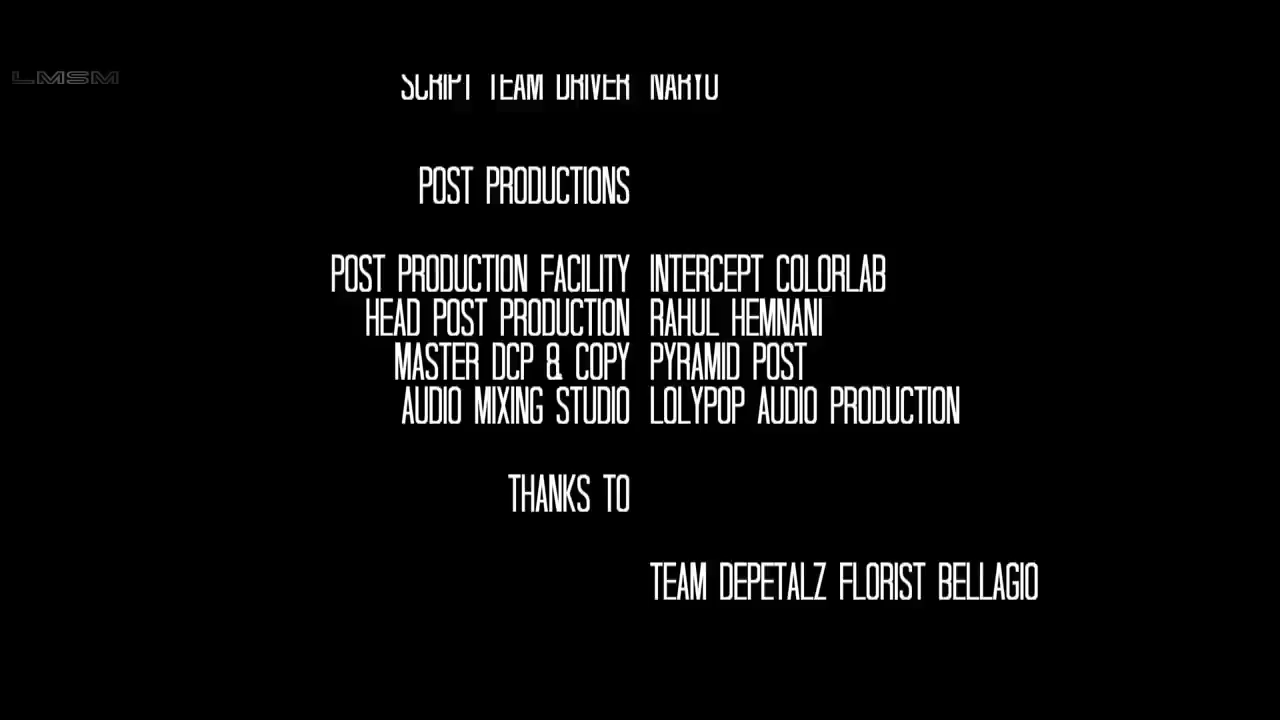 LMSM
SCRIPT TEAM DRIVER NARYO
POST PRODUCTIONS
POST PRODUCTION FACILITY INTERCEPT COLORLAB
HEAD POST PRODUCTION RAHUL HEMNANI
MASTER DCP & COPY PYRAMID POST
AUDIO MIXING STUDIO LOLYPOP AUDIO PRODUCTION
THANKS TO
TEAM DEPETALZ FLORIST BELLAGIO